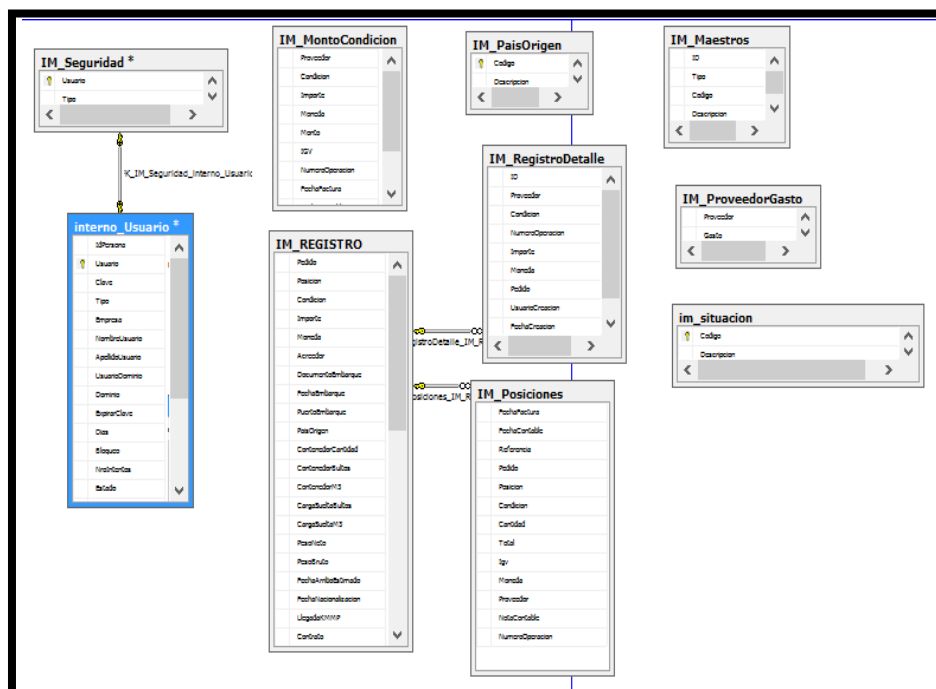 IM_Seguridad *
Usuario
Tipo
K_IM_Seguridad_Interno_Usuario
interno_Usuario *
IdPersona
Usuario
Clave
Tipo
Empresa
NombreUsuario
ApellidoUsuario
UsuarioDominio
Dominio
ExpirarClave
Dias
Bloqueo
NroIntentos
Estado
IM_MontoCondicion
Proveedor
Condicion
Importe
Moneda
Monto
IGV
NumeroOperacion
FechaFactura
IM_REGISTRO
Pedido
Posicion
Condicion
Importe
Moneda
Acreedor
DocumentoEmbarque
FechaEmbarque
PuertoEmbarque
PaisOrigen
ContenedorCantidad
ContenedorBultos
ContenedorM3
CargaSueltaBultos
CargaSueltaM3
PesoNeto
PesoBruto
FechaArriboEstimado
FechaNacionalizacion
LlegadaKMMP
Contrato
IM_PaisOrigen
Codigo
Descripcion
IM_RegistroDetalle
ID
Proveedor
Condicion
NumeroOperacion
Importe
Moneda
Pedido
UsuarioCreacion
FechaCreacion
gistroDetalle_IM_R
osiciones_IM_R
IM_Posiciones
FechaFactura
FechaContable
Referencia
Pedido
Posicion
Condicion
Cantidad
Total
Igv
Moneda
Proveedor
NotaContable
NumeroOperacion
IM_Maestros
ID
Tipo
Codigo
Descripcion
IM_ProveedorGasto
Proveedor
Gasto
im_situacion
Codigo
Descripcion